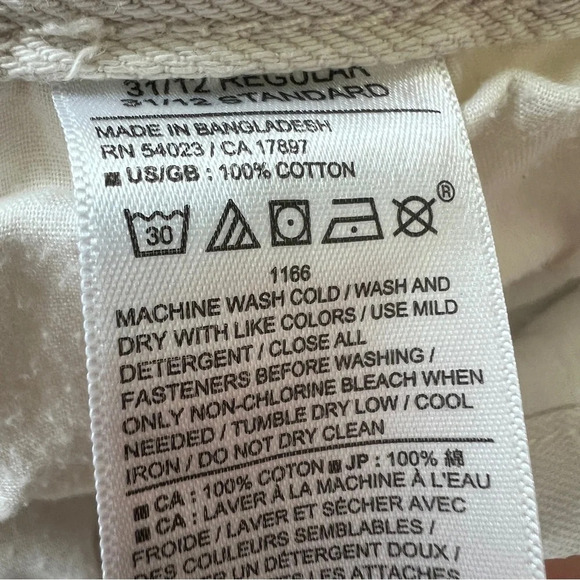 31/12 REGULAR
31/12 STANDARD
MADE IN BANGLADESH
RN 54023 / CA 17897
US/GB : 100% COTTON
30 ®
1166
MACHINE WASH COLD / WASH AND
DRY WITH LIKE COLORS / USE MILD
DETERGENT / CLOSE ALL
FASTENERS BEFORE WASHING /
ONLY NON-CHLORINE BLEACH WHEN
NEEDED / TUMBLE DRY LOW / COOL
IRON / DO NOT DRY CLEAN
CA : 100% COTON JP : 100% 綿
CA : LAVER À LA MACHINE À L'EAU
FROIDE / LAVER ET SÉCHER AVEC
DES COULEURS SEMBLABLES /
UN DÉTERGENT DOUX /
LES ATTACHES